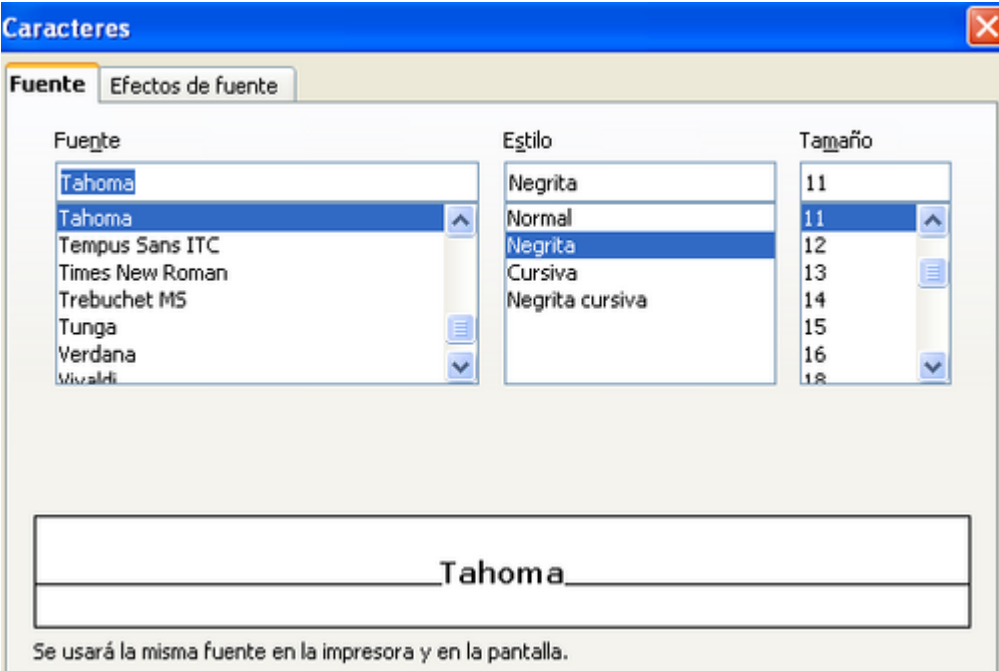 Caracteres
Fuente
Efectos de fuente
Fuente
Estilo
Tamaño
Tahoma
Negrita
11
Tahoma
Tempus Sans ITC
Times New Roman
Trebuchet MS
Tunga
Verdana
Vivaldi
Normal
Negrita
Cursiva
Negrita cursiva
11
12
13
14
15
16
18
Tahoma
Se usará la misma fuente en la impresora y en la pantalla.